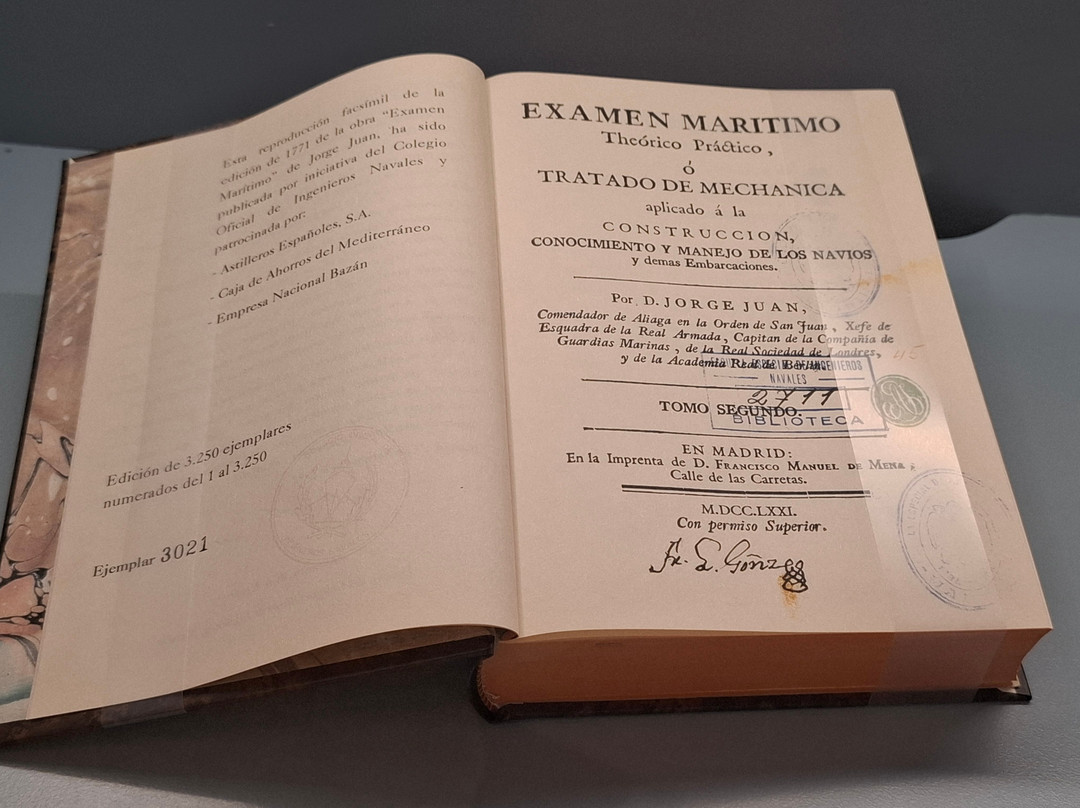 Esta reproducción facsímil de la
edición de 1771 de la obra "Examen
Marítimo" de Jorge Juan, ha sido
publicada por iniciativa del Colegio
Oficial de Ingenieros Navales y
patrocinada por:
- Astilleros Españoles, S.A.
- Caja de Ahorros del Mediterráneo
- Empresa Nacional Bazán
Edición de 3.250 ejemplares
numerados del 1 al 3.250
Ejemplar 3021
EXAMEN MARITIMO
Theórico Práctico,
ó
TRATADO DE MECHANICA
aplicado á la
CONSTRUCCION,
CONOCIMIENTO Y MANEJO DE LOS NAVIOS
y demas Embarcaciones.
Por D. JORGE JUAN,
Comendador de Aliaga en la Orden de San Juan, Xefe de
Esquadra de la Real Armada, Capitan de la Compañia de
Guardias Marinas, de la Real Sociedad de Londres,
y de la Academia Real de Berlin.
INGENIEROS
NAVALES
2711
BIBLIOTECA
TOMO SEGUNDO.
EN MADRID:
En la Imprenta de D. FRANCISCO MANUEL DE MENA;
Calle de las Carretas.
M.DCC.LXXI.
Con permiso Superior.